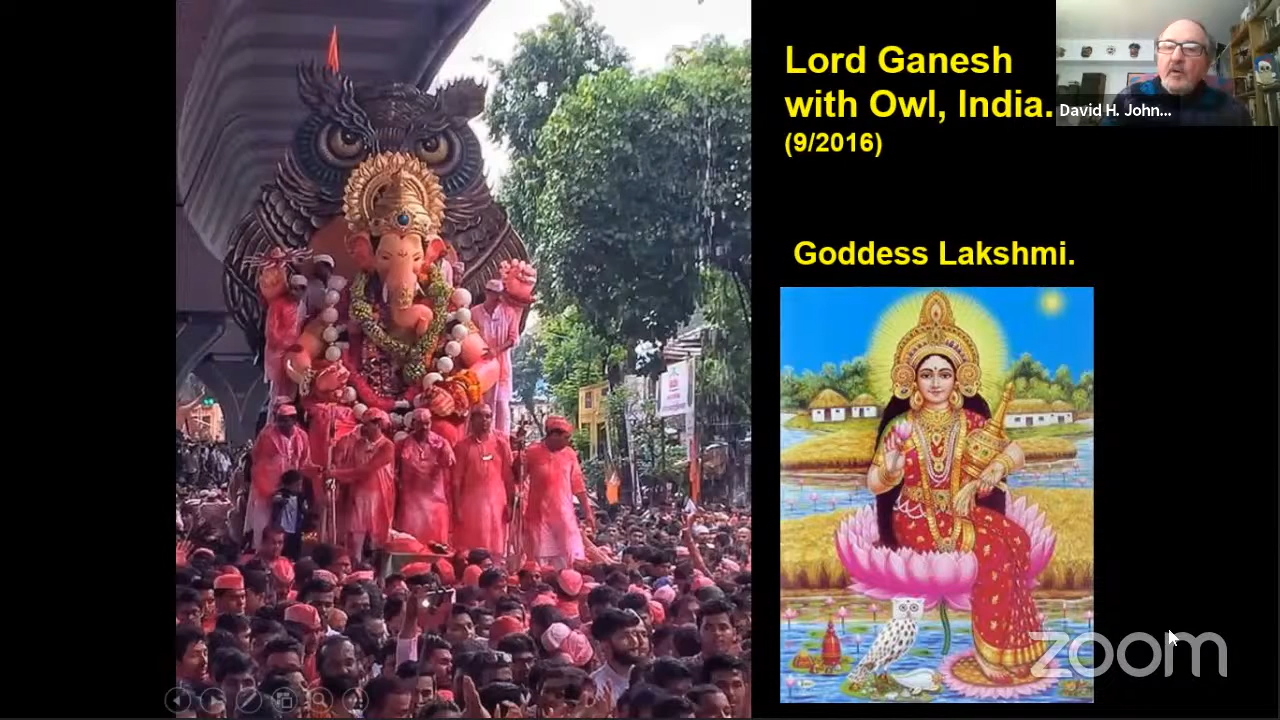 Lord Ganesh
with Owl, India.
(9/2016)
David H. John...
Goddess Lakshmi.
zoom